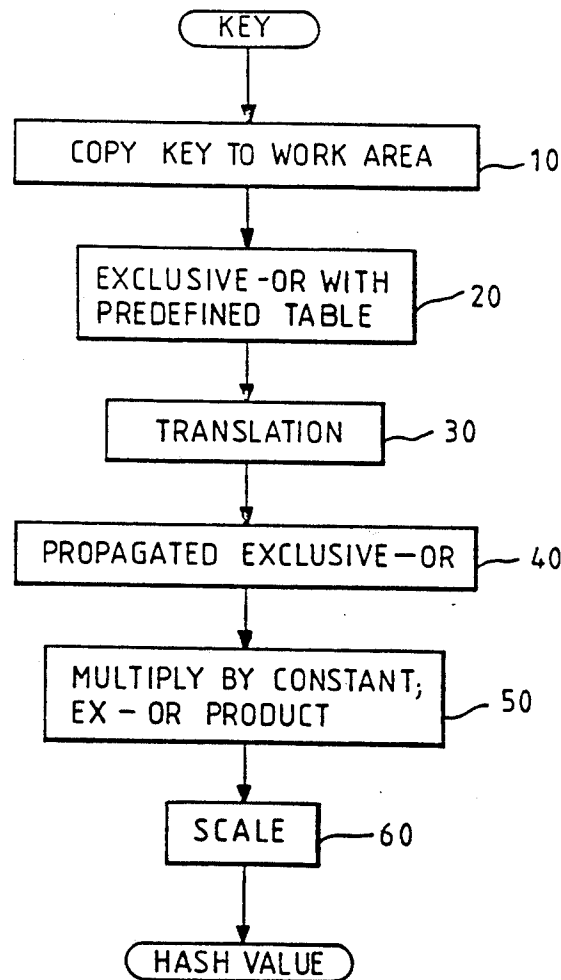 KEY
COPY KEY TO WORK AREA
10
EXCLUSIVE-OR WITH
PREDEFINED TABLE
20
TRANSLATION
30
PROPAGATED EXCLUSIVE-OR
40
MULTIPLY BY CONSTANT;
EX-OR PRODUCT
50
SCALE
60
HASH VALUE